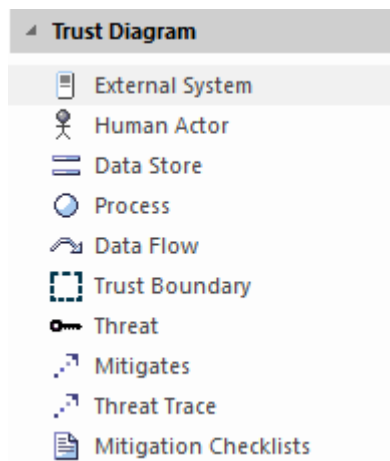 Trust Diagram
External System
Human Actor
Data Store
Process
Data Flow
Trust Boundary
Threat
Mitigates
Threat Trace
Mitigation Checklists